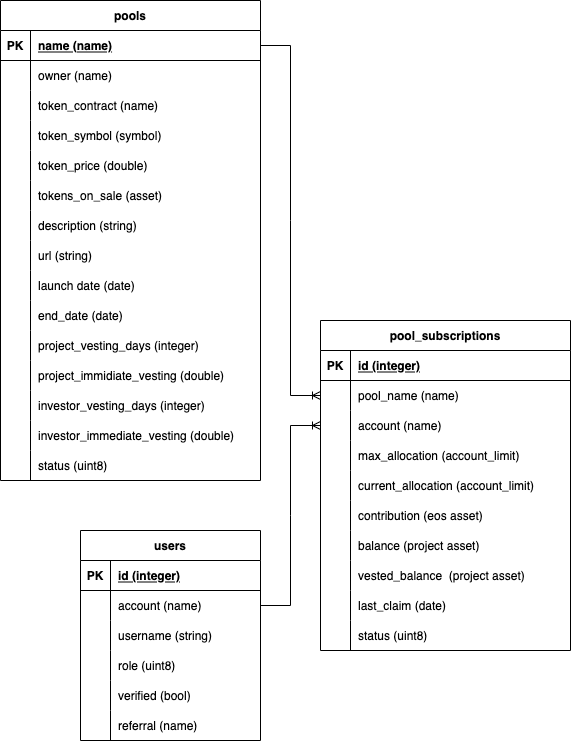 pools
PK name (name)
owner (name)
token_contract (name)
token_symbol (symbol)
token_price (double)
tokens_on_sale (asset)
description (string)
url (string)
launch date (date)
end_date (date)
project_vesting_days (integer)
project_immidiate_vesting (double)
investor_vesting_days (integer)
investor_immediate_vesting (double)
status (uint8)
pool_subscriptions
PK id (integer)
pool_name (name)
account (name)
max_allocation (account_limit)
current_allocation (account_limit)
contribution (eos asset)
balance (project asset)
vested_balance (project asset)
last_claim (date)
status (uint8)
users
PK id (integer)
account (name)
username (string)
role (uint8)
verified (bool)
referral (name)